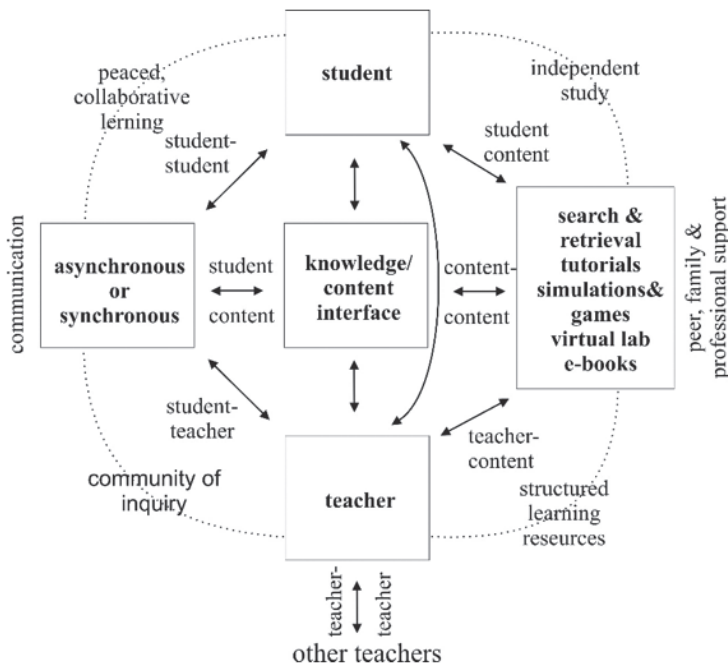 student
peaced,
collaborative
lerning
independent
study
student-
student
student
content
communication
asynchronous
or
synchronous
student
content
knowledge/
content
interface
content-
content
search &
retrieval
tutorials
simulations&
games
virtual lab
e-books
peer, family &
professional support
student-
teacher
teacher-
content
community of
inquiry
teacher
structured
learning
reseurces
teacher-
teacher
other teachers